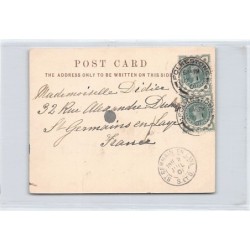 POST CARD
THE ADDRESS ONLY TO BE WRITTEN ON THIS SIDE
Mademoiselle Didier
32 Rue Alexandre Dumas
St Germains en Laye
France